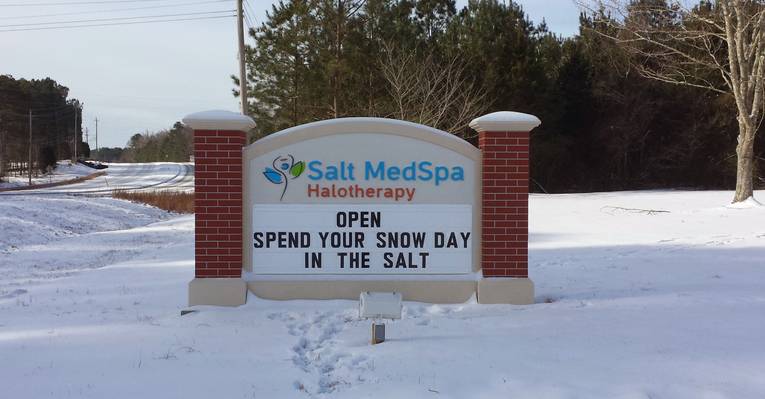 Salt MedSpa
Halotherapy
OPEN
SPEND YOUR SNOW DAY
IN THE SALT